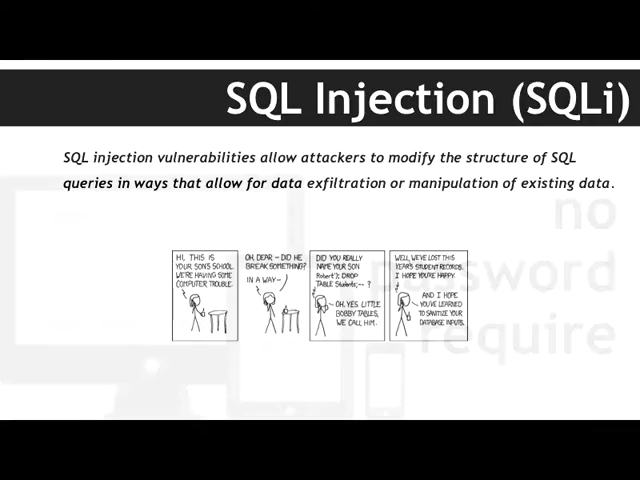 SQL Injection (SQLi)
SQL injection vulnerabilities allow attackers to modify the structure of SQL
queries in ways that allow for data exfiltration or manipulation of existing data.
no
password
require
HI, THIS IS
YOUR SON'S SCHOOL.
WE'RE HAVING SOME
COMPUTER TROUBLE.
OH, DEAR – DID HE
BREAK SOMETHING?
IN A WAY–
DID YOU REALLY
NAME YOUR SON
Robert'); DROP
TABLE Students;-- ?
OH, YES. LITTLE
BOBBY TABLES,
WE CALL HIM.
WELL, WE'VE LOST THIS
YEAR'S STUDENT RECORDS.
I HOPE YOU'RE HAPPY.
AND I HOPE
YOU'VE LEARNED
TO SANITIZE YOUR
DATABASE INPUTS.